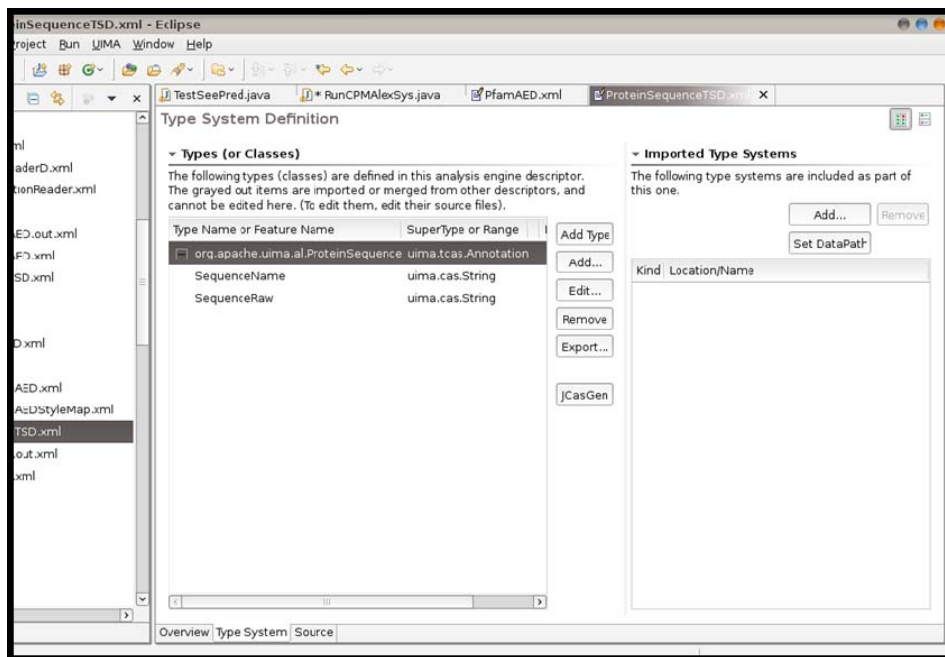 inSequenceTSD.xml - Eclipse
roject Run UIMA Window Help
TestSeePred.java * RunCPMAlexSys.java PfamAED.xml ProteinSequenceTSD.xml
Type System Definition
ml
aderD.xml
tionReader.xml
AED.out.xml
AED.xml
SD.xml
D.xml
AED.xml
AEDStyleMap.xml
TSD.xml
.out.xml
.xml
Types (or Classes)
The following types (classes) are defined in this analysis engine descriptor.
The grayed out items are imported or merged from other descriptors, and
cannot be edited here. (To edit them, edit their source files).
Type Name or Feature Name SuperType or Range
org.apache.uima.al.ProteinSequence uima.tcas.Annotation
SequenceName uima.cas.String
SequenceRaw uima.cas.String
Add Type
Add...
Edit...
Remove
Export...
JCasGen
Imported Type Systems
The following type systems are included as part of
this one.
Add... Remove
Set DataPath
Kind Location/Name
Overview Type System Source